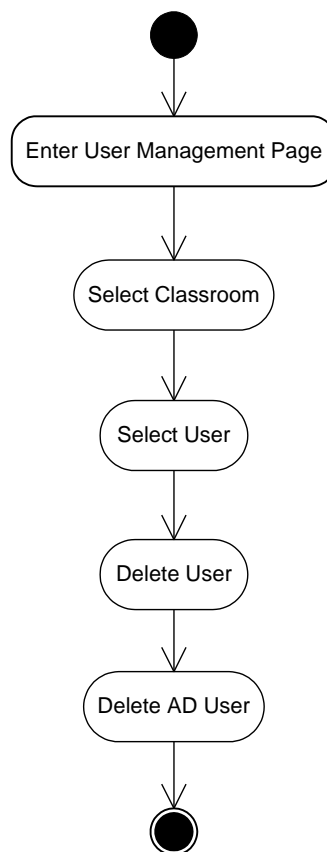 Enter User Management Page
Select Classroom
Select User
Delete User
Delete AD User